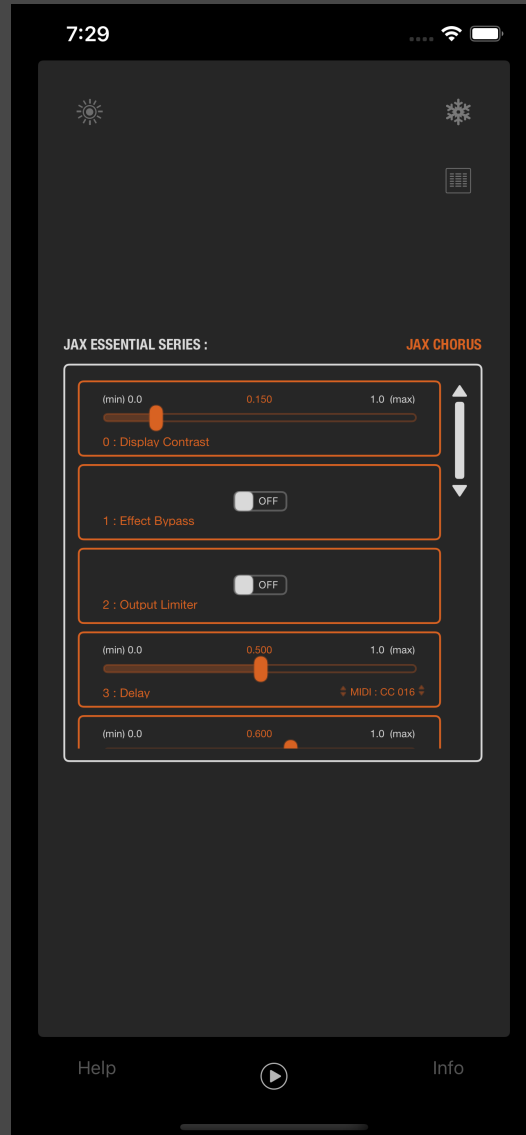 7:29
JAX ESSENTIAL SERIES : JAX CHORUS
(min) 0.0 0.150 1.0 (max)
0 : Display Contrast
OFF
1 : Effect Bypass
OFF
2 : Output Limiter
(min) 0.0 0.500 1.0 (max)
3 : Delay MIDI : CC 016
(min) 0.0 0.600 1.0 (max)
Help Info